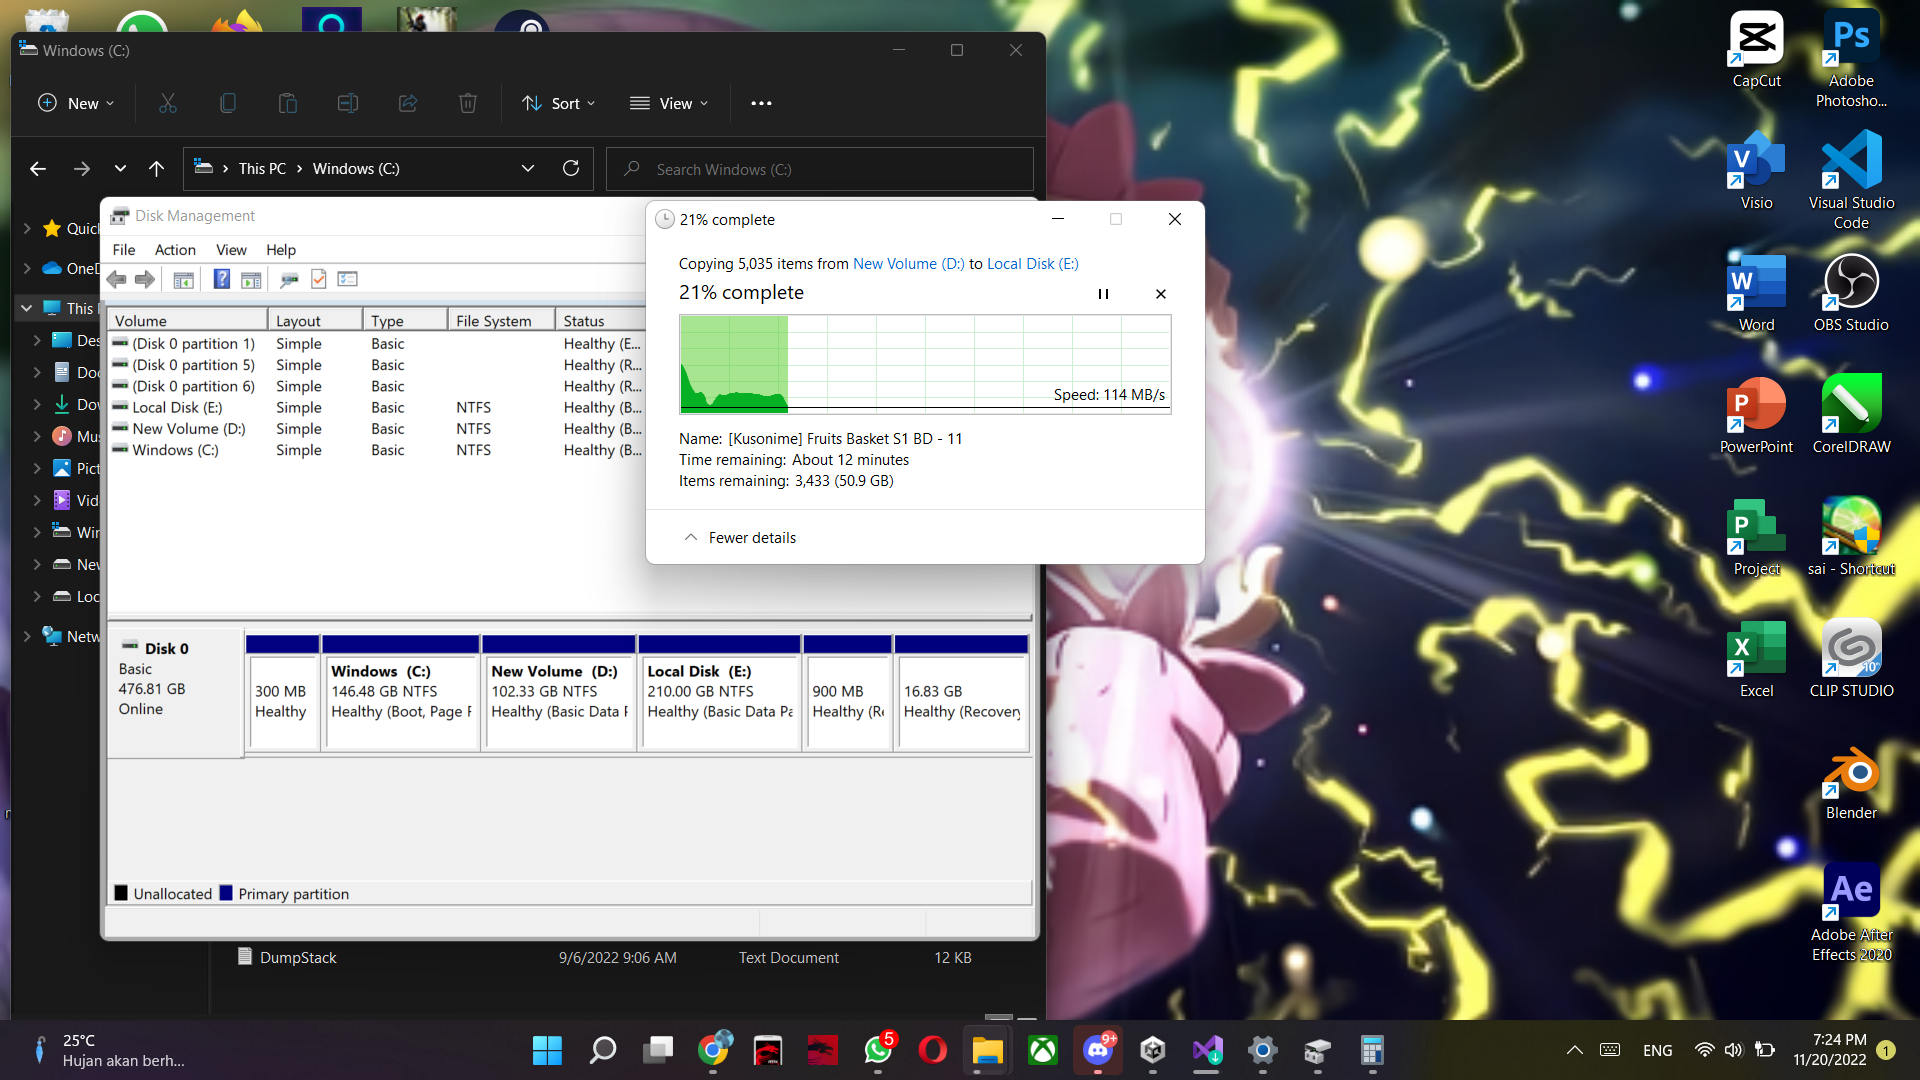 Windows (C:)
New
Sort
View
This PC
Windows (C:)
Search Windows (C:)
Quick
OneD
This
Des
Doc
Dow
Mus
Pict
Vid
Win
New
Loc
Netw
Disk Management
File Action View Help
Volume Layout Type File System Status
(Disk 0 partition 1) Simple Basic Healthy (E...
(Disk 0 partition 5) Simple Basic Healthy (R...
(Disk 0 partition 6) Simple Basic Healthy (R...
Local Disk (E:) Simple Basic NTFS Healthy (B...
New Volume (D:) Simple Basic NTFS Healthy (B...
Windows (C:) Simple Basic NTFS Healthy (B...
21% complete
Copying 5,035 items from New Volume (D:) to Local Disk (E:)
21% complete
Speed: 114 MB/s
Name: [Kusonime] Fruits Basket S1 BD - 11
Time remaining: About 12 minutes
Items remaining: 3,433 (50.9 GB)
Fewer details
Disk 0
Basic
476.81 GB
Online
300 MB
Healthy
Windows (C:)
146.48 GB NTFS
Healthy (Boot, Page F
New Volume (D:)
102.33 GB NTFS
Healthy (Basic Data F
Local Disk (E:)
210.00 GB NTFS
Healthy (Basic Data Pa
900 MB
Healthy (Re
16.83 GB
Healthy (Recovery
Unallocated Primary partition
DumpStack 9/6/2022 9:06 AM Text Document 12 KB
CapCut
Ps
Adobe
Photosho...
V
Visio
Visual Studio
Code
W
Word
OBS Studio
P
PowerPoint
CorelDRAW
P
Project
sai - Shortcut
X
Excel
CLIP STUDIO
Blender
Ae
Adobe After
Effects 2020
25°C
Hujan akan berh...
5
9+
ENG
7:24 PM
11/20/2022
1